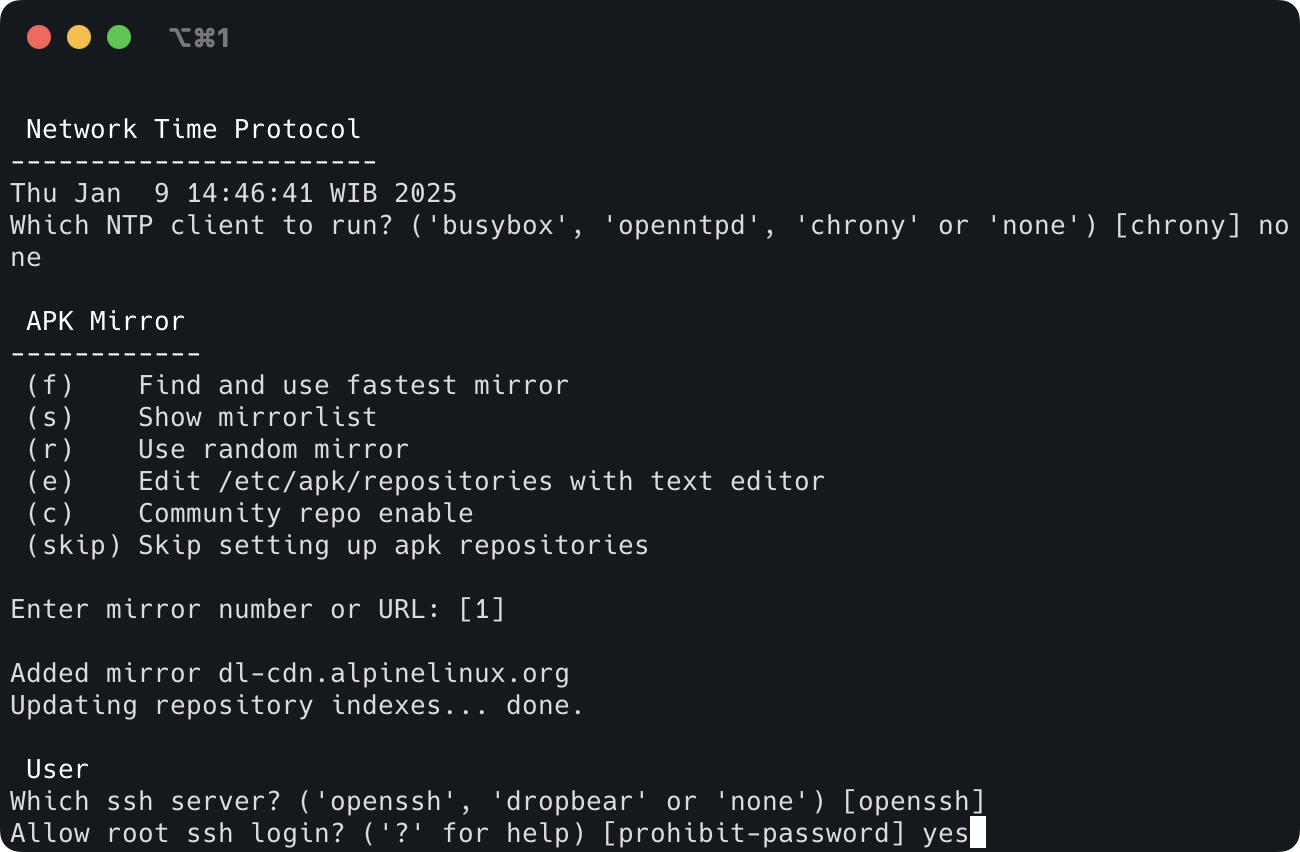 ⌥⌘1
Network Time Protocol
-----------------------
Thu Jan  9 14:46:41 WIB 2025
Which NTP client to run? ('busybox', 'openntpd', 'chrony' or 'none') [chrony] no
ne
APK Mirror
------------
(f)    Find and use fastest mirror
(s)    Show mirrorlist
(r)    Use random mirror
(e)    Edit /etc/apk/repositories with text editor
(c)    Community repo enable
(skip) Skip setting up apk repositories
Enter mirror number or URL: [1]
Added mirror dl-cdn.alpinelinux.org
Updating repository indexes... done.
User
Which ssh server? ('openssh', 'dropbear' or 'none') [openssh]
Allow root ssh login? ('?' for help) [prohibit-password] yes